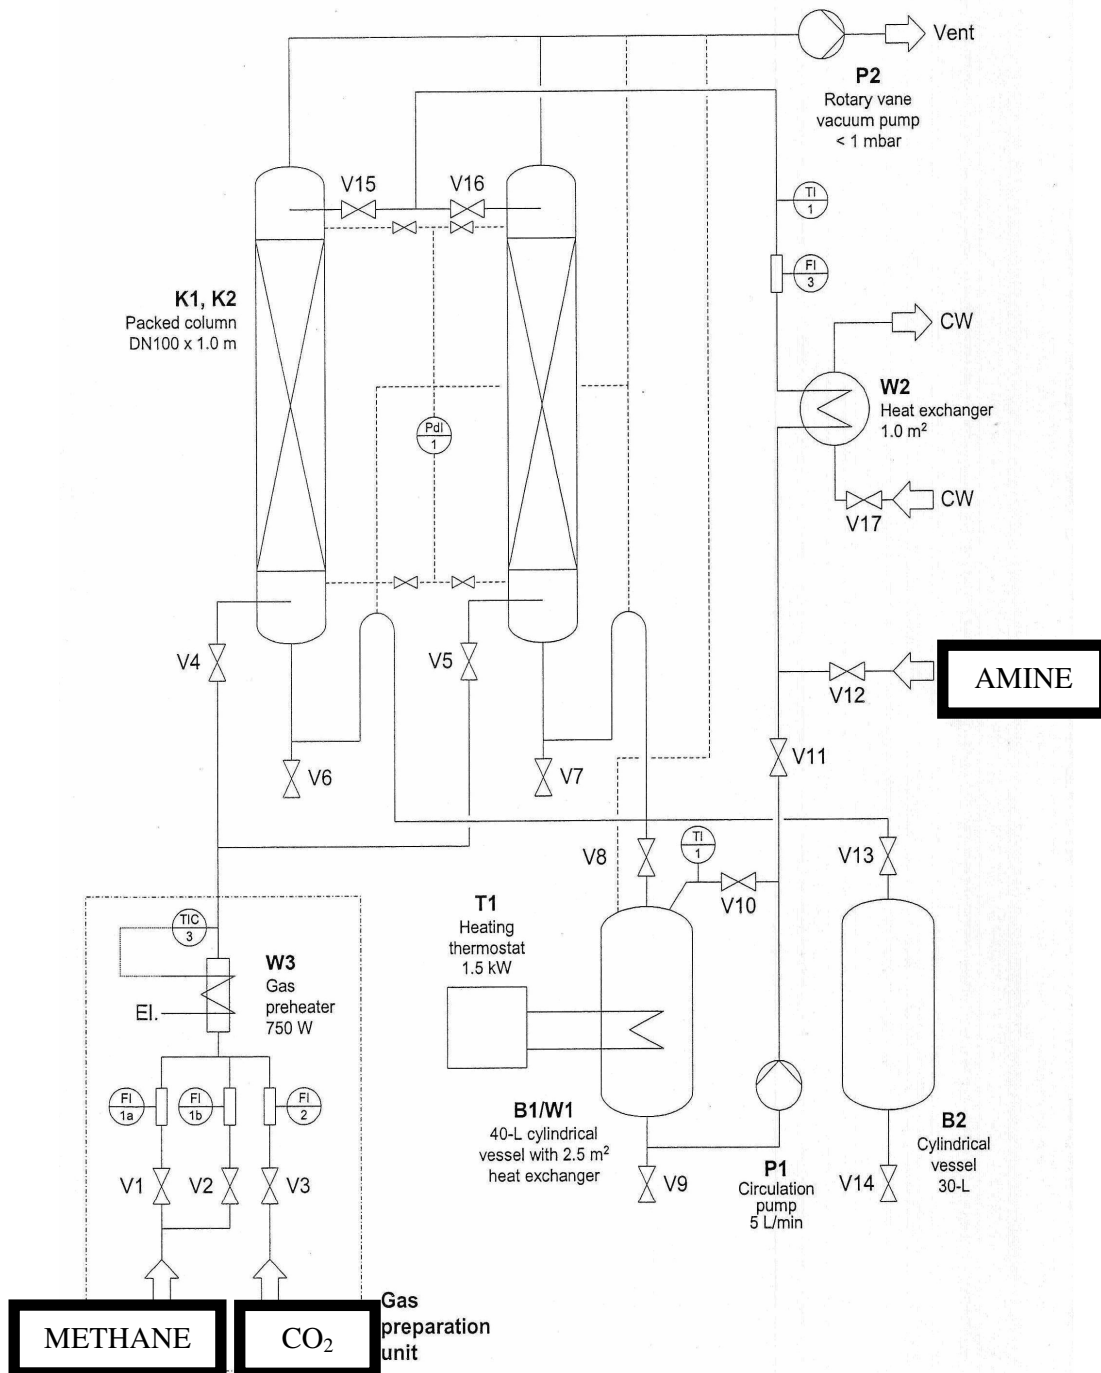 Vent
P2
Rotary vane
vacuum pump
< 1 mbar
V15
V16
TI
1
FI
3
K1, K2
Packed column
DN100 x 1.0 m
CW
W2
Heat exchanger
1.0 m²
PdI
1
CW
V17
V4
V5
AMINE
V12
V6
V7
V11
V8
TI
1
V13
V10
T1
Heating
thermostat
1.5 kW
TIC
3
W3
Gas
preheater
750 W
El.
FI
1a
FI
1b
FI
2
B1/W1
40-L cylindrical
vessel with 2.5 m²
heat exchanger
B2
Cylindrical
vessel
30-L
P1
Circulation
pump
5 L/min
V1
V2
V3
V9
V14
METHANE
CO₂
Gas
preparation
unit